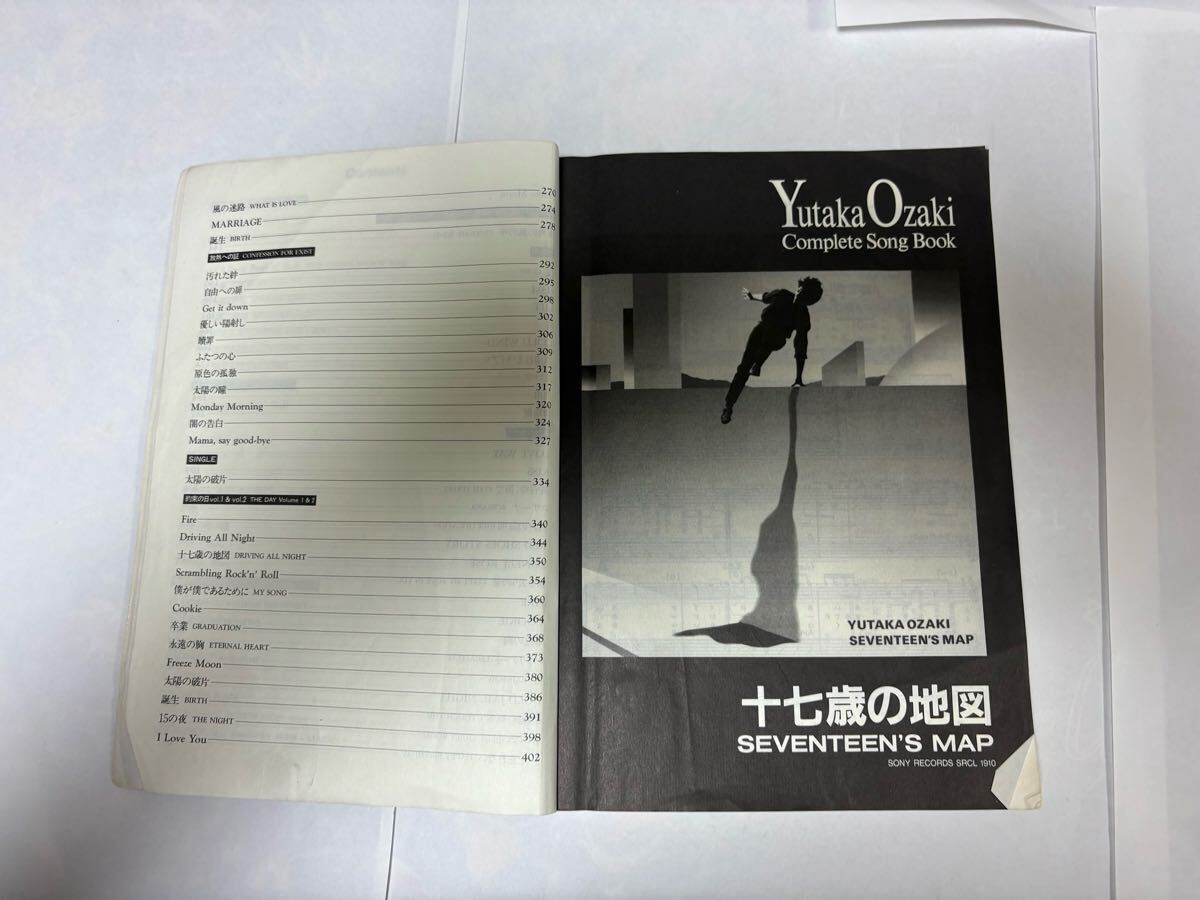 風の迷路 WHAT IS LOVE 270
MARRIAGE 274
誕生 BIRTH 278
放熱への証 CONFESSION FOR EXIST
汚れた絆 292
自由への扉 295
Get it down 298
優しい陽射し 302
贖罪 306
ふたつの心 309
原色の孤独 312
太陽の瞳 317
Monday Morning 320
闇の告白 324
Mama, say good-bye 327
SINGLE
太陽の破片 334
約束の日 vol.1 & vol.2 THE DAY Volume 1 & 2
Fire 340
Driving All Night 344
十七歳の地図 DRIVING ALL NIGHT 350
Scrambling Rock'n' Roll 354
僕が僕であるために MY SONG 360
Cookie 364
卒業 GRADUATION 368
永遠の胸 ETERNAL HEART 373
Freeze Moon 380
太陽の破片 386
誕生 BIRTH 391
15の夜 THE NIGHT 398
I Love You 402
Yutaka Ozaki
Complete Song Book
YUTAKA OZAKI
SEVENTEEN'S MAP
十七歳の地図
SEVENTEEN'S MAP
SONY RECORDS SRCL 1910